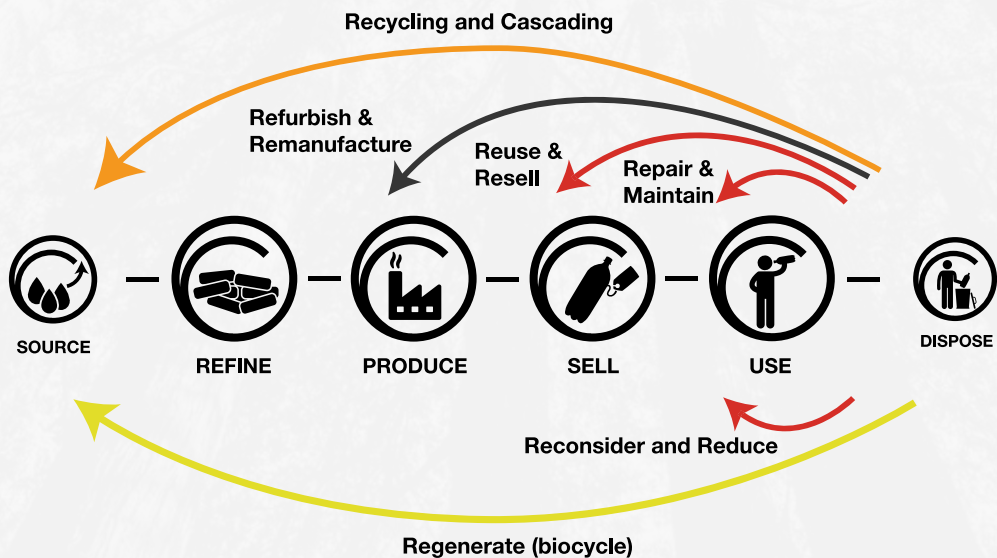 Recycling and Cascading
Refurbish &
Remanufacture
Reuse &
Resell
Repair &
Maintain
SOURCE
REFINE
PRODUCE
SELL
USE
DISPOSE
Reconsider and Reduce
Regenerate (biocycle)